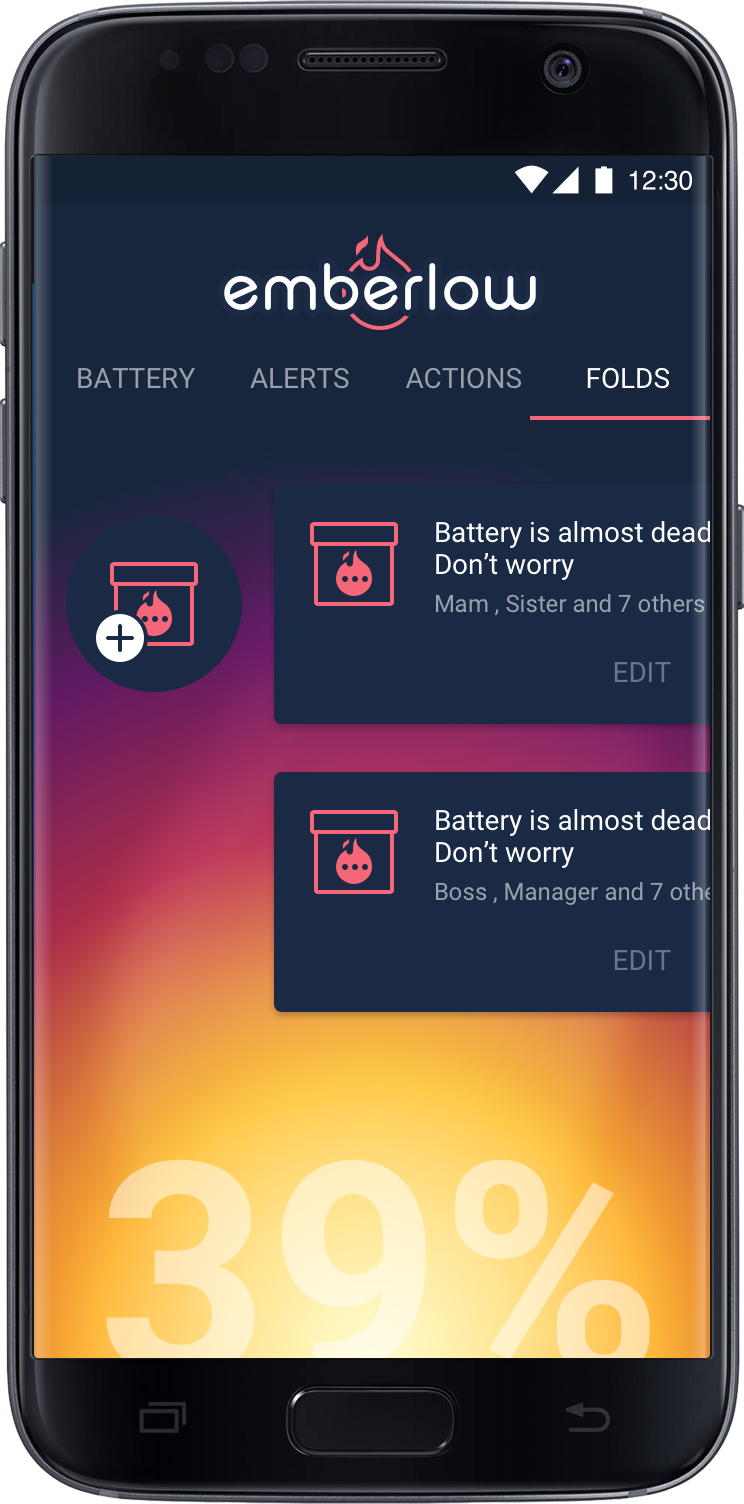 12:30
emberlow
BATTERY ALERTS ACTIONS FOLDS
Battery is almost dead
Don’t worry
Mam , Sister and 7 others
EDIT
Battery is almost dead
Don’t worry
Boss , Manager and 7 othe
EDIT
39%